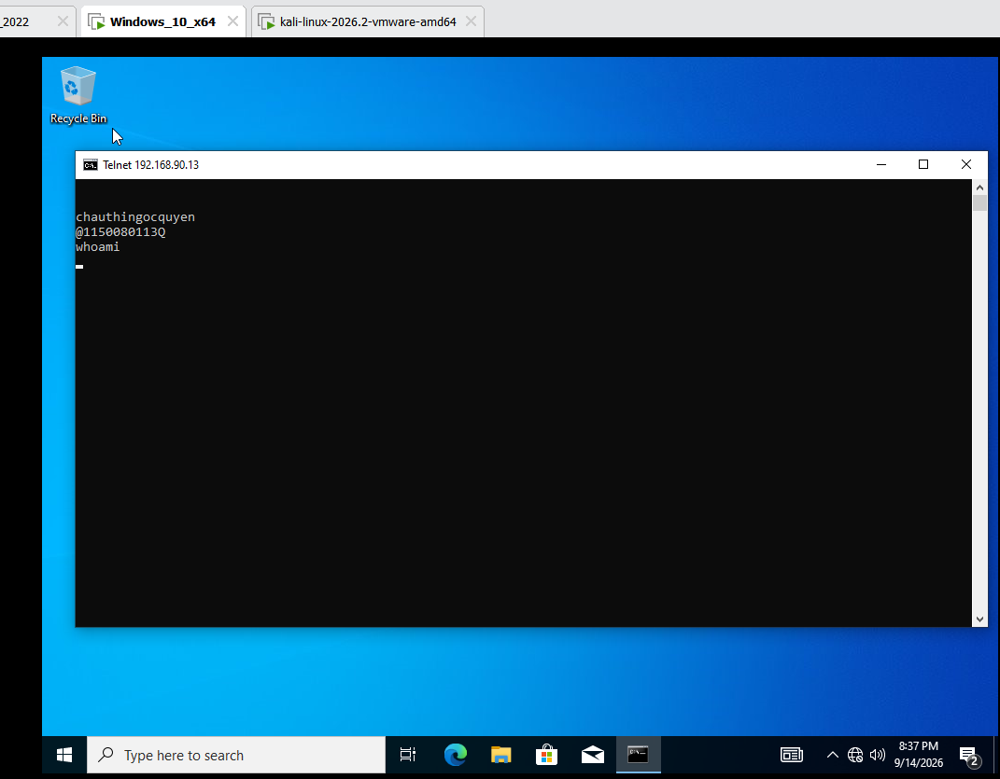 _2022
Windows_10_x64
kali-linux-2026.2-vmware-amd64
Recycle Bin
Telnet 192.168.90.13
chauthingocquyen
@1150080113Q
whoami
Type here to search
8:37 PM
9/14/2026
2